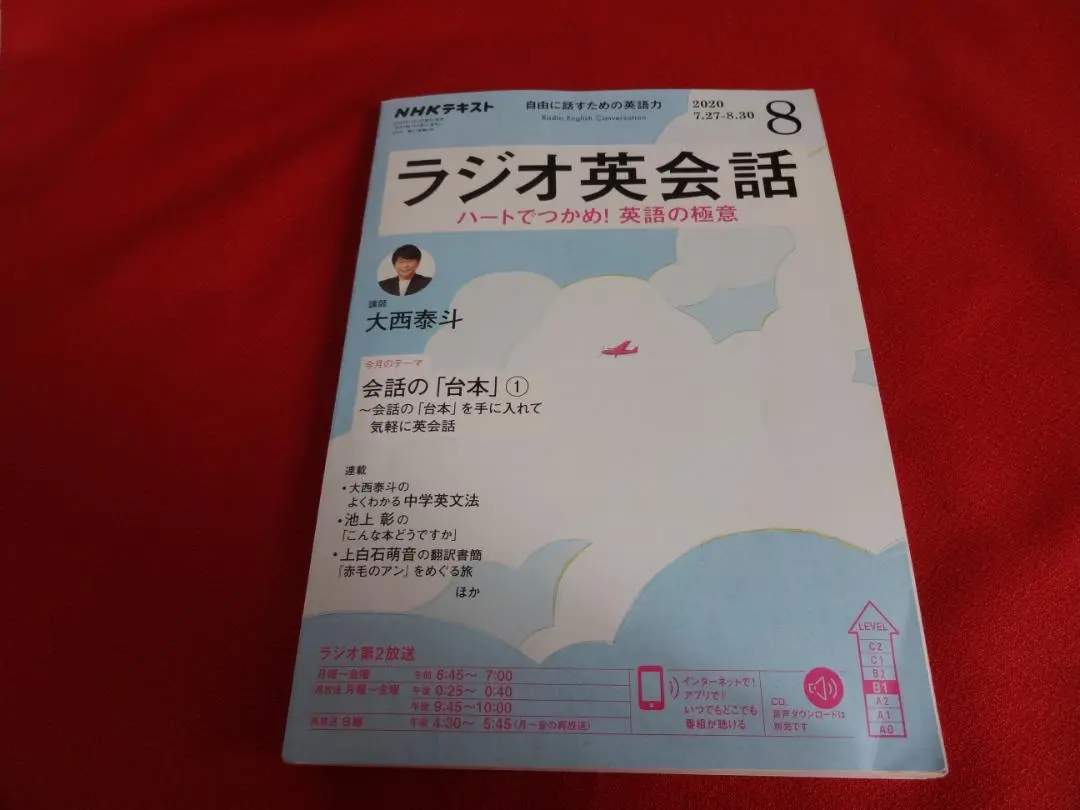 NHKテキスト
自由に話すための英語力
Radio English Conversation
2020
7.27-8.30
8
ラジオ英会話
ハートでつかめ! 英語の極意
講師
大西泰斗
今月のテーマ
会話の「台本」①
～会話の「台本」を手に入れて
気軽に英会話
連載
・大西泰斗の
よくわかる中学英文法
・池上 彰の
「こんな本どうですか」
・上白石萌音の翻訳書簡
『赤毛のアン』をめぐる旅
ほか
ラジオ第2放送
月曜～金曜 午前 6:45～ 7:00
再放送 月曜～金曜 午後 0:25～ 0:40
午後 9:45～10:00
再放送 日曜 午後 4:30～ 5:45(月～金の再放送)
インターネットで!
アプリで!
いつでもどこでも
番組が聴ける
CD、
音声ダウンロードは
別売です
LEVEL
C2
C1
B2
B1
A2
A1
A0